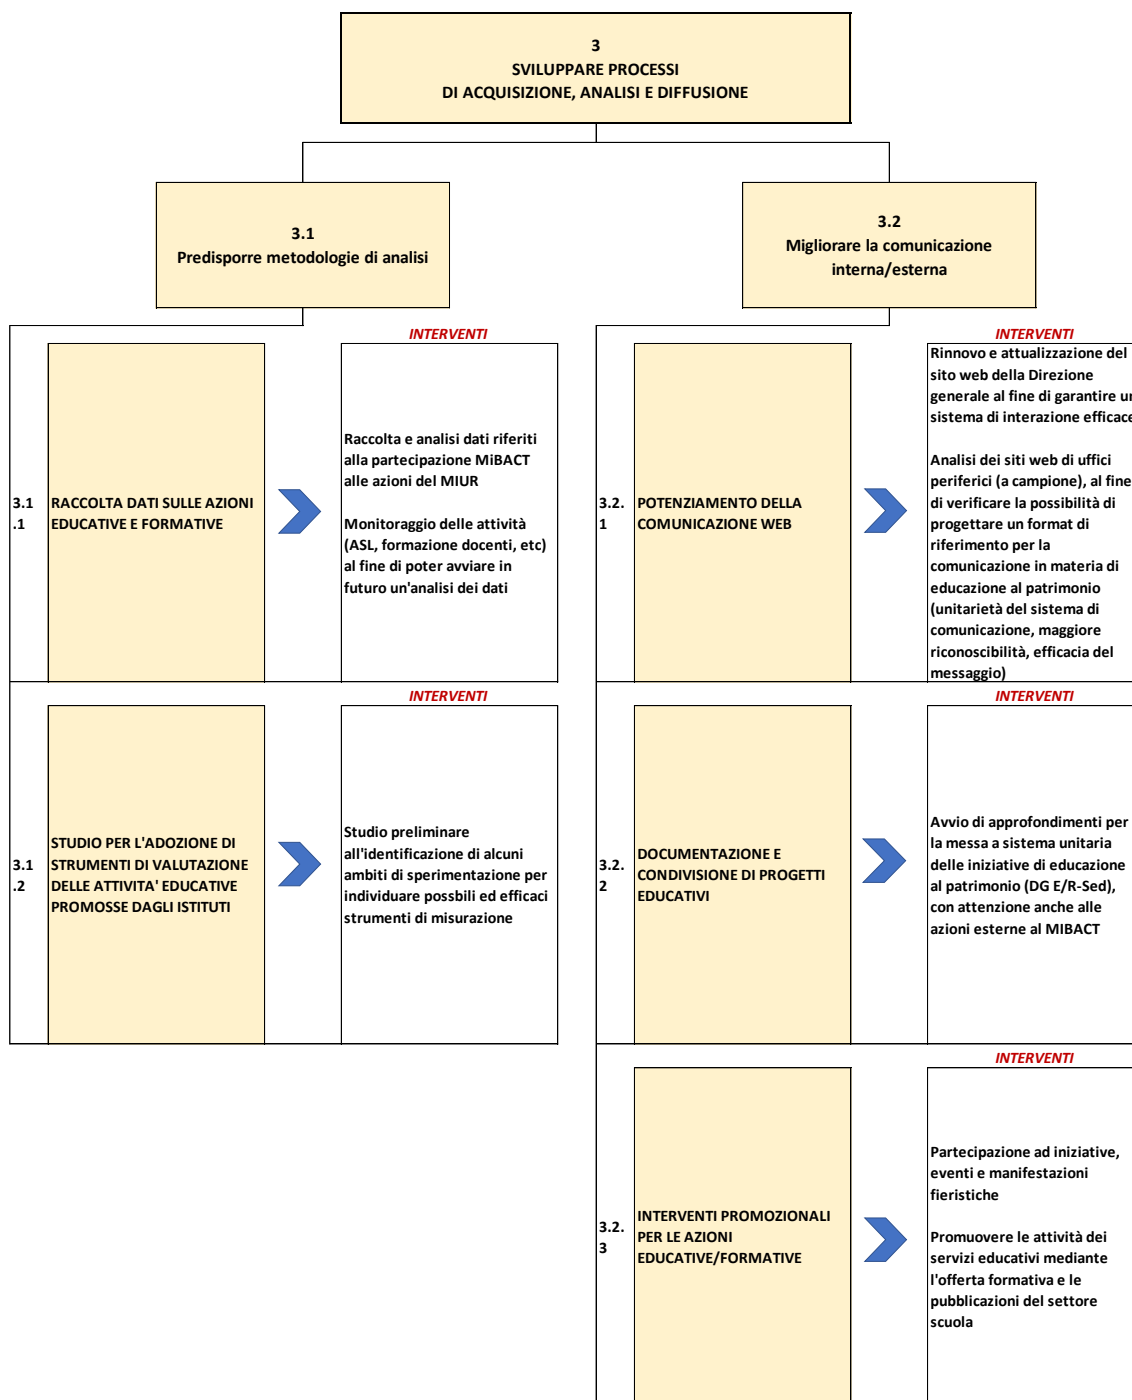 3
SVILUPPARE PROCESSI
DI ACQUISIZIONE, ANALISI E DIFFUSIONE
3.1
Predisporre metodologie di analisi
3.2
Migliorare la comunicazione
interna/esterna
INTERVENTI
3.1
.1
RACCOLTA DATI SULLE AZIONI
EDUCATIVE E FORMATIVE
Raccolta e analisi dati riferiti
alla partecipazione MiBACT
alle azioni del MIUR
Monitoraggio delle attività
(ASL, formazione docenti, etc)
al fine di poter avviare in
futuro un'analisi dei dati
INTERVENTI
3.1
.2
STUDIO PER L'ADOZIONE DI
STRUMENTI DI VALUTAZIONE
DELLE ATTIVITA' EDUCATIVE
PROMOSSE DAGLI ISTITUTI
Studio preliminare
all'identificazione di alcuni
ambiti di sperimentazione per
individuare possbili ed efficaci
strumenti di misurazione
INTERVENTI
3.2.
1
POTENZIAMENTO DELLA
COMUNICAZIONE WEB
Rinnovo e attualizzazione del
sito web della Direzione
generale al fine di garantire un
sistema di interazione efficace
Analisi dei siti web di uffici
periferici (a campione), al fine
di verificare la possibilità di
progettare un format di
riferimento per la
comunicazione in materia di
educazione al patrimonio
(unitarietà del sistema di
comunicazione, maggiore
riconoscibilità, efficacia del
messaggio)
INTERVENTI
3.2.
2
DOCUMENTAZIONE E
CONDIVISIONE DI PROGETTI
EDUCATIVI
Avvio di approfondimenti per
la messa a sistema unitaria
delle iniziative di educazione
al patrimonio (DG E/R-Sed),
con attenzione anche alle
azioni esterne al MIBACT
INTERVENTI
3.2.
3
INTERVENTI PROMOZIONALI
PER LE AZIONI
EDUCATIVE/FORMATIVE
Partecipazione ad iniziative,
eventi e manifestazioni
fieristiche
Promuovere le attività dei
servizi educativi mediante
l'offerta formativa e le
pubblicazioni del settore
scuola